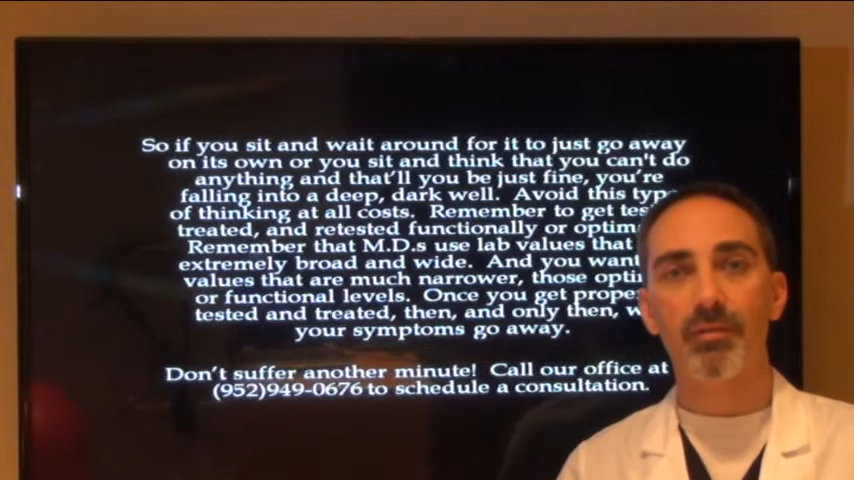 So if you sit and wait around for it to just go away
on its own or you sit and think that you can't do
anything and that'll you be just fine, you're
falling into a deep, dark well. Avoid this type
of thinking at all costs. Remember to get
treated, and retested functionally or
Remember that M.D.s use lab values that
extremely broad and wide. And you want
values that are much narrower, those
or functional levels. Once you get
tested and treated, then, and only then,
your symptoms go away.
Don't suffer another minute! Call our office at
(952)949-0676 to schedule a consultation.